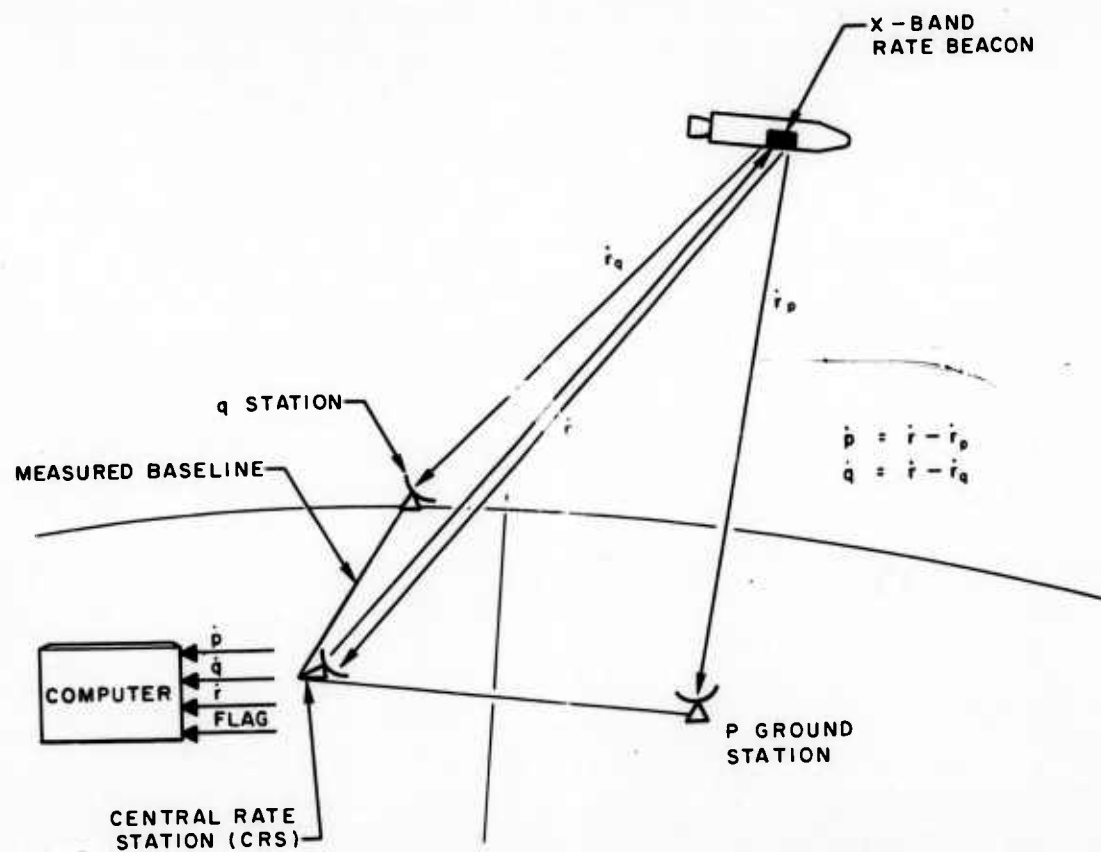 X-BAND
RATE BEACON
ṙq
ṙp
q STATION
ṙ
MEASURED BASELINE
ṗ = ṙ - ṙp
q̇ = ṙ - ṙq
ṗ
q̇
ṙ
FLAG
COMPUTER
P GROUND
STATION
CENTRAL RATE
STATION (CRS)